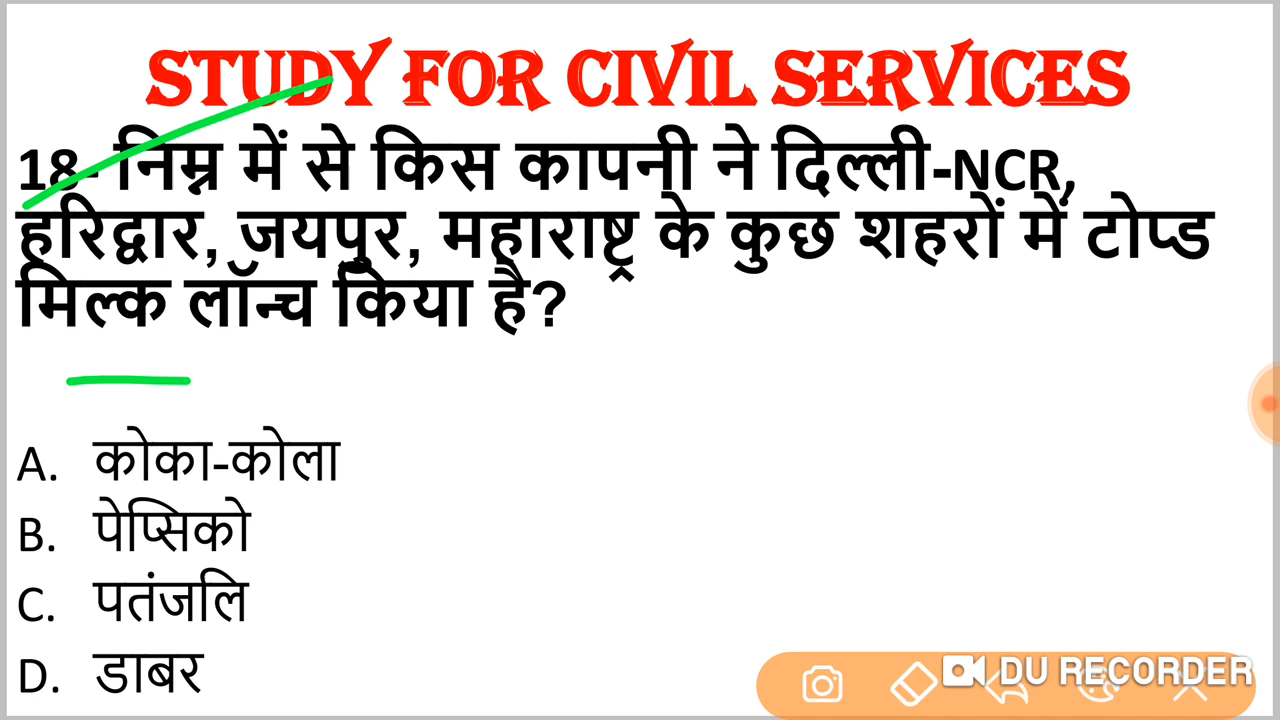 STUDY FOR CIVIL SERVICES
18- निम्न में से किस कापनी ने दिल्ली-NCR,
हरिद्वार, जयपुर, महाराष्ट्र के कुछ शहरों में टोप्ड
मिल्क लॉन्च किया है?
A. कोका-कोला
B. पेप्सिको
C. पतंजलि
D. डाबर
DU RECORDER